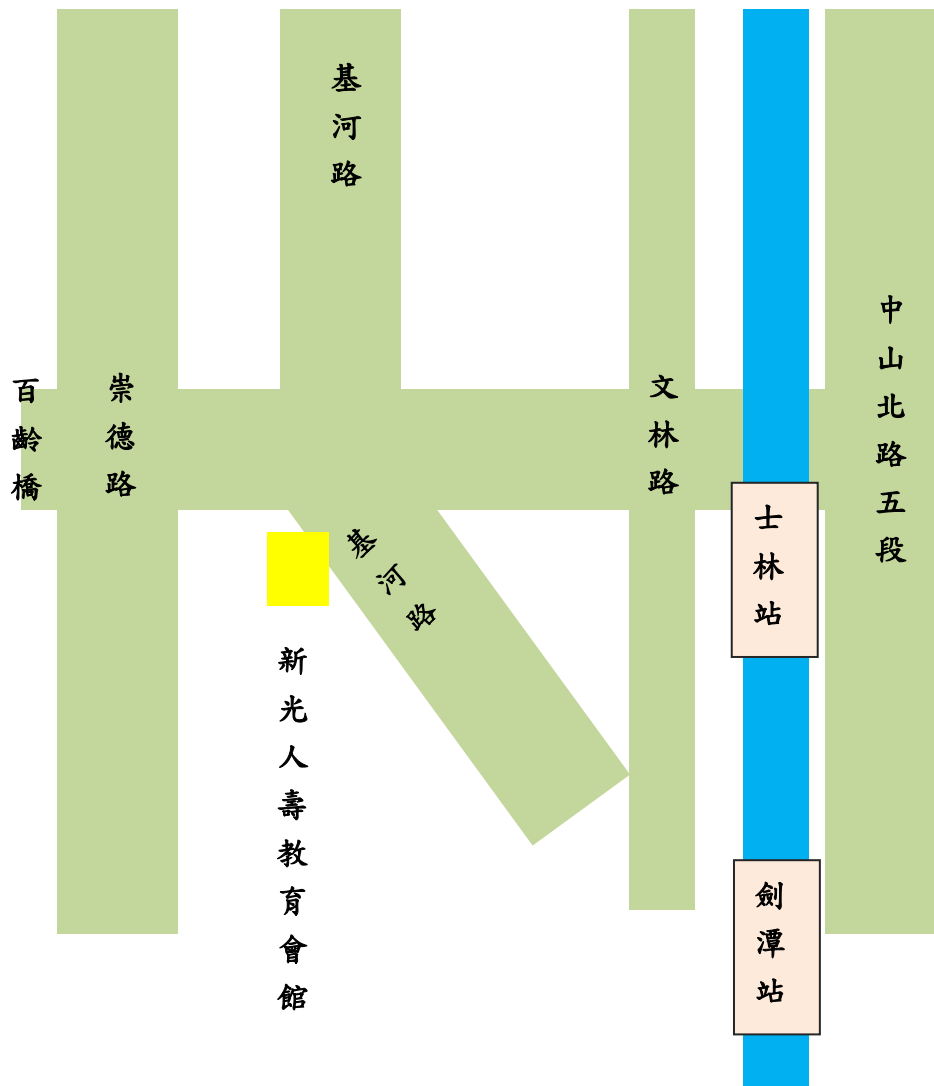 基河路
中山北路五段
百齡橋
崇德路
文林路
士林站
基河路
新光人壽教育會館
劍潭站